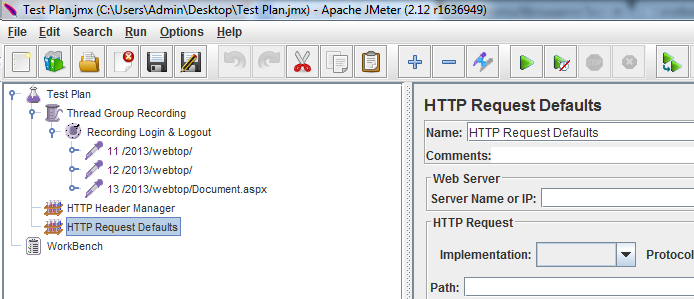 Test Plan.jmx (C:\Users\Admin\Desktop\Test Plan.jmx) - Apache JMeter (2.12 r1636949)
File Edit Search Run Options Help
STOP
Test Plan
Thread Group Recording
Recording Login & Logout
11 /2013/webtop/
12 /2013/webtop/
13 /2013/webtop/Document.aspx
HTTP Header Manager
HTTP Request Defaults
WorkBench
HTTP Request Defaults
Name: HTTP Request Defaults
Comments:
Web Server
Server Name or IP:
HTTP Request
Implementation: Protoco
Path: